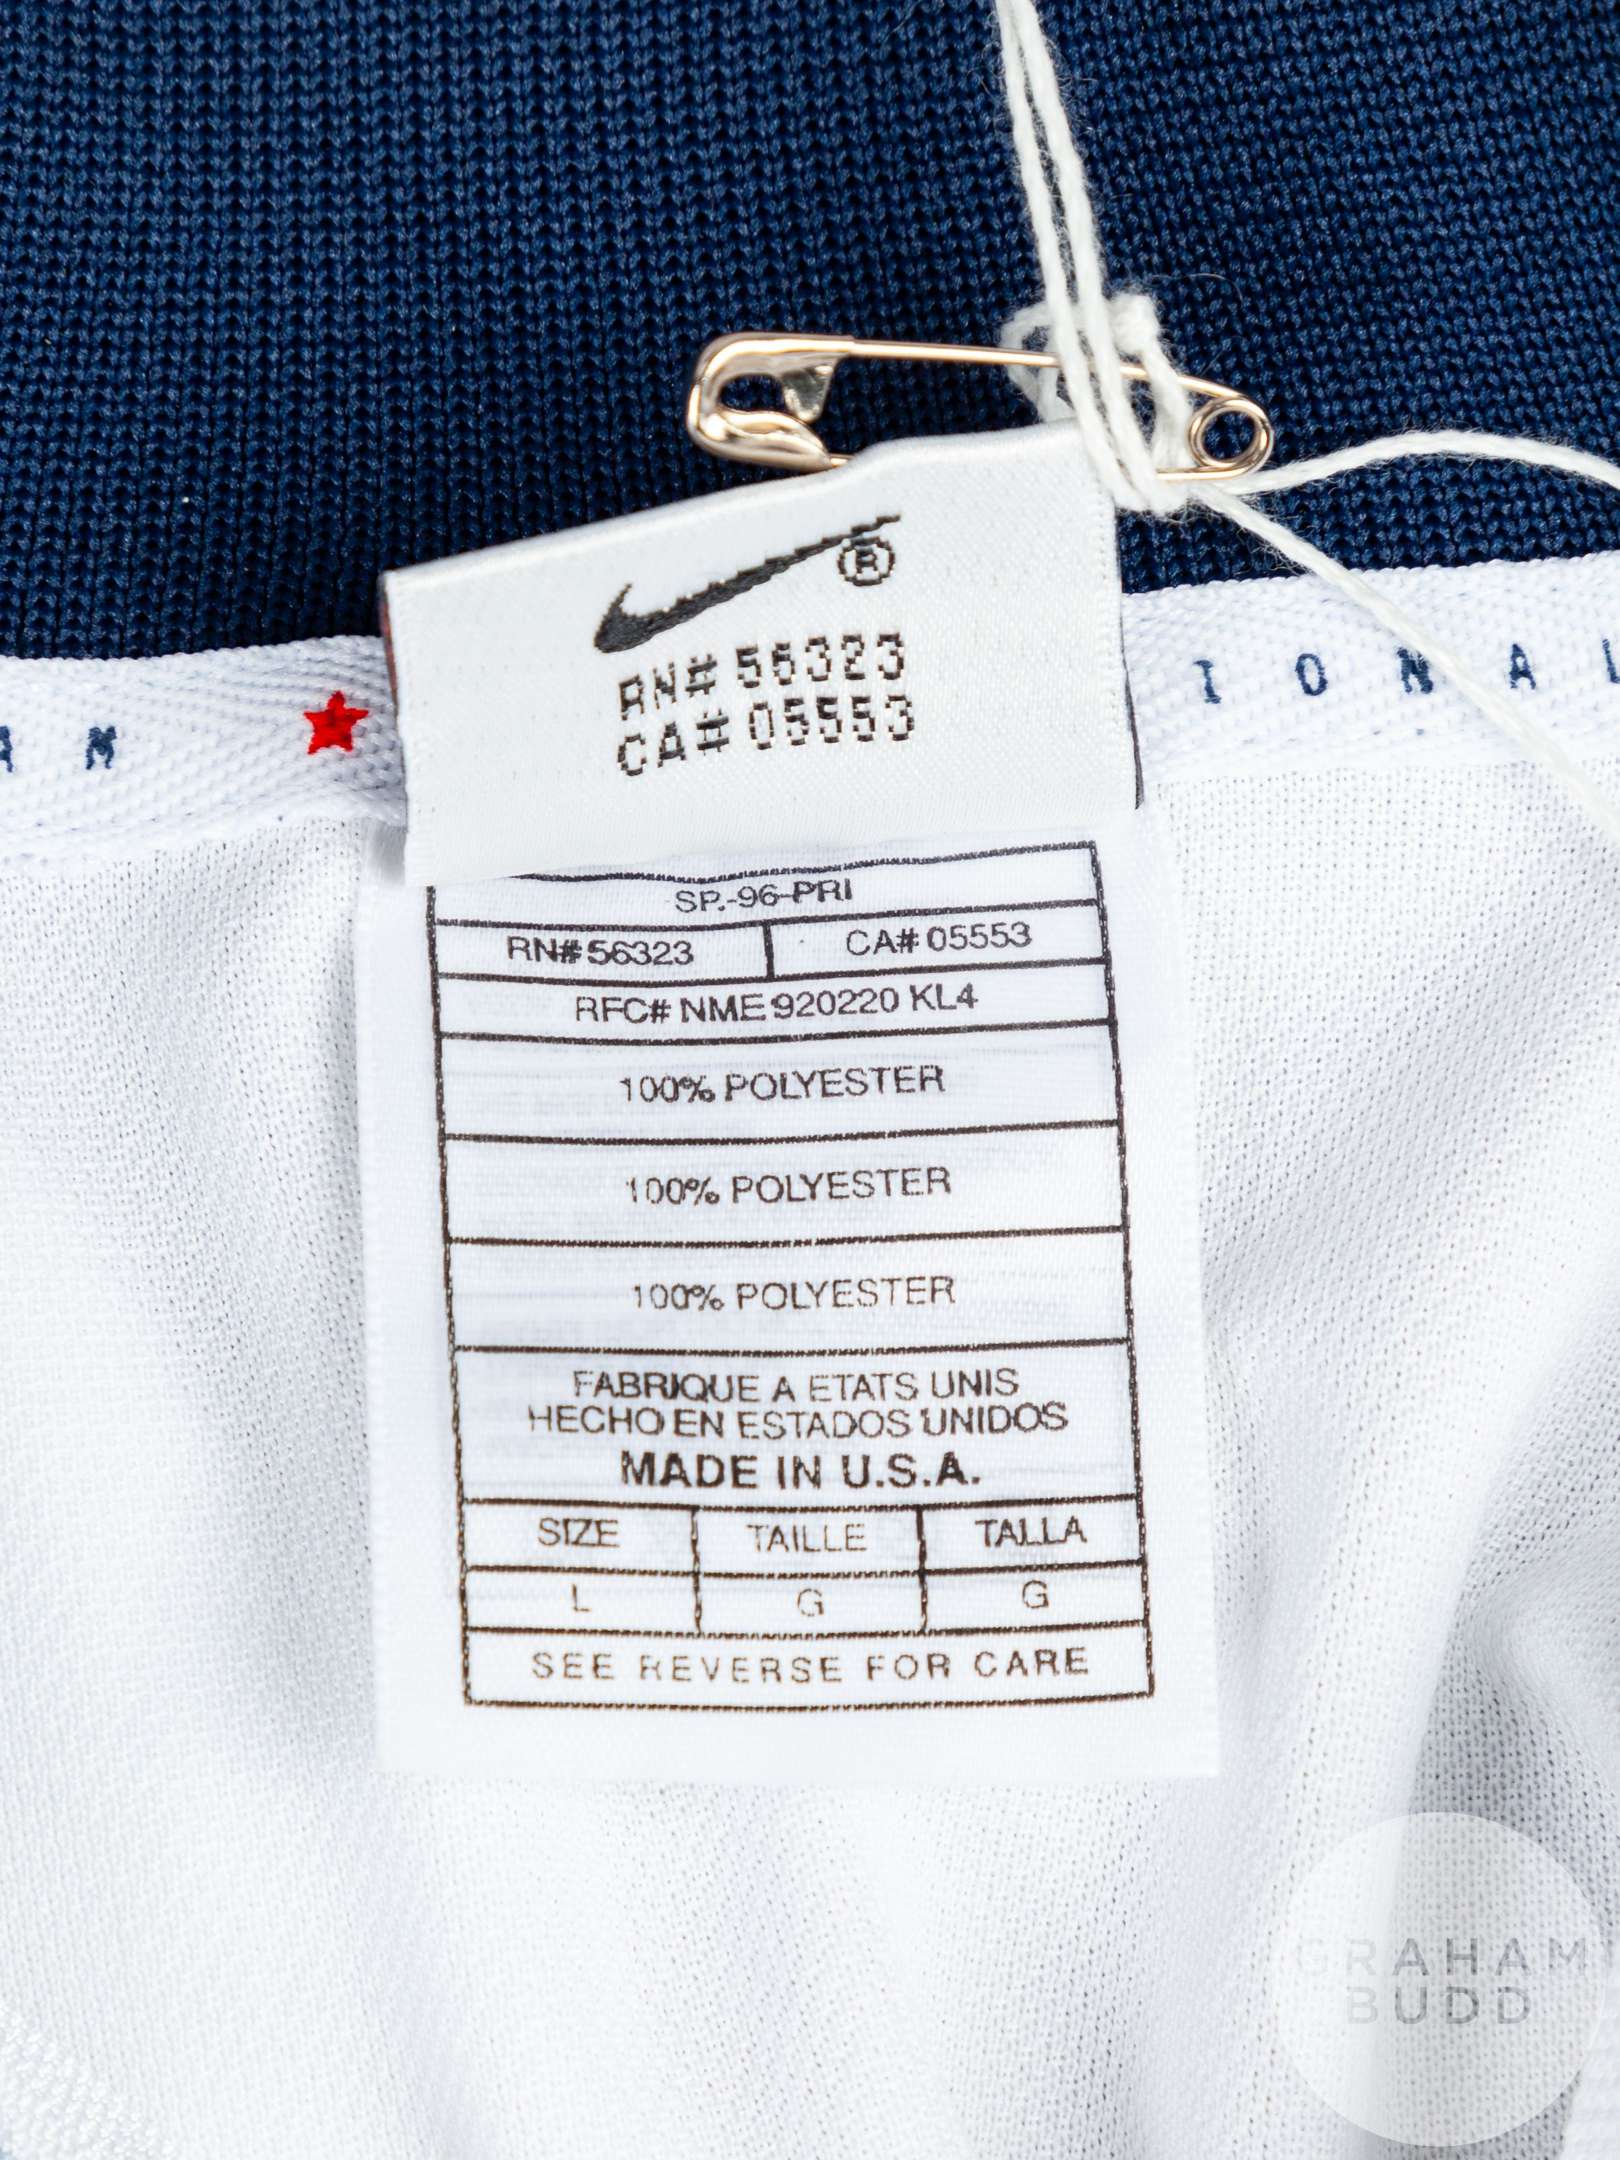 ®
RN# 56323
CA# 05553
AM ★ IONAL
SP.-96-PRI
RN# 56323 CA# 05553
RFC# NME 920220 KL4
100% POLYESTER
100% POLYESTER
100% POLYESTER
FABRIQUE A ETATS UNIS
HECHO EN ESTADOS UNIDOS
MADE IN U.S.A.
SIZE TAILLE TALLA
L G G
SEE REVERSE FOR CARE
GRAHAM
BUDD